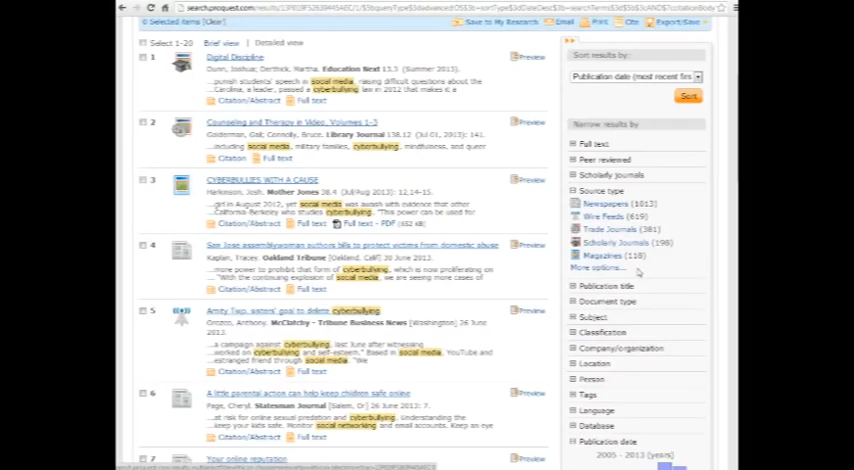 0 Selected items [Clear]
Save to My Research Email Print Cite Export/Save
Select 1-20 Brief view | Detailed view
1 Digital Discipline Preview
Dunn, Joshua; Derthick, Martha. Education Next 13.3 (Summer 2013).
...punish students' speech in social media, raising difficult questions about the
...Carolina, a leader, passed a cyberbullying law in 2012 that makes it a
Citation/Abstract Full text
2 Counseling and Therapy in Video, Volumes 1-3 Preview
Golderman, Gail; Connolly, Bruce. Library Journal 138.12 (Jul 01, 2013): 141.
...including social media, military families, cyberbullying, mindfulness, and queer
Citation Full text
3 CYBERBULLIES WITH A CAUSE Preview
Harkinson, Josh. Mother Jones 38.4 (Jul/Aug 2013): 12,14-15.
...girl in August 2012, yet social media was awash with evidence that other
...California-Berkeley who studies cyberbullying. "This power can be used for
Citation/Abstract Full text Full text - PDF (652 KB)
4 San Jose assemblywoman authors bills to protect victims from domestic abuse Preview
Kaplan, Tracey. Oakland Tribune [Oakland, Calif] 30 June 2013.
...more power to prohibit that form of cyberbullying, which is now proliferating on
..."With the continuing explosion of social media, we are seeing more cases of
Citation/Abstract Full text
5 Amity Twp. sisters' goal to delete cyberbullying Preview
Orozco, Anthony. McClatchy - Tribune Business News [Washington] 26 June
2013.
...a campaign against cyberbullying, last June after witnessing
...worked on cyberbullying and self-esteem." Based in social media, YouTube and
...estranged friend through social media. "We
Citation/Abstract Full text
6 A little parental action can help keep children safe online Preview
Page, Cheryl. Statesman Journal [Salem, Or] 26 June 2013: 7.
...at risk for online sexual predation and cyberbullying. Understanding the
...keep your kids safe. Monitor social networking and email accounts. Keep an eye
Citation/Abstract Full text
7 Your online reputation Preview
Sort results by:
Publication date (most recent firs
Sort
Narrow results by
Full text
Peer reviewed
Scholarly journals
Source type
Newspapers (1013)
Wire Feeds (619)
Trade Journals (381)
Scholarly Journals (198)
Magazines (118)
More options...
Publication title
Document type
Subject
Classification
Company/organization
Location
Person
Tags
Language
Database
Publication date
2005 - 2013 (years)